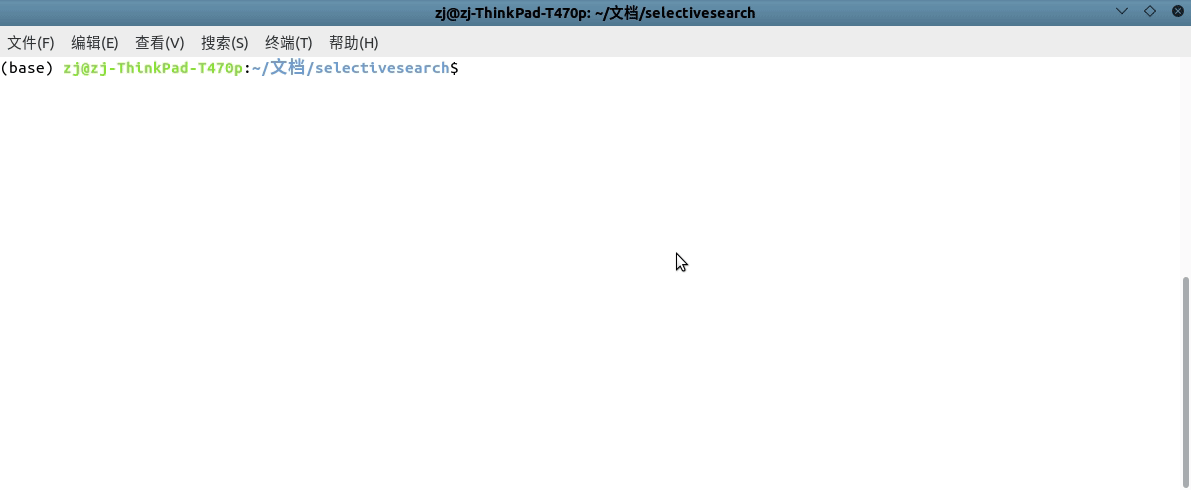 zj@zj-ThinkPad-T470p: ~/文档/selectivesearch
文件(F) 编辑(E) 查看(V) 搜索(S) 终端(T) 帮助(H)
(base) zj@zj-ThinkPad-T470p:~/文档/selectivesearch$